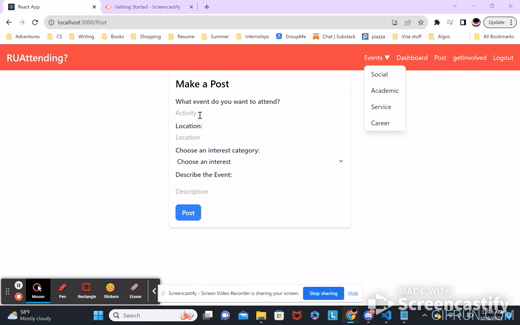 React App
Getting Started - Screencastify
localhost:3000/Post
Update
Adventures
CS
Writing
Books
Shopping
Resume
Summer
Internships
GroupMe
Chat | Substack
piazza
Visa stuff
Algoo
All Bookmarks
RUAttending?
Events ▼
Dashboard
Post
getInvolved
Logout
Social
Academic
Service
Career
Make a Post
What event do you want to attend?
Activity
Location:
Location
Choose an interest category:
Choose an interest
Describe the Event:
Description
Post
Mouse
Pen
Rectangle
Stickers
Eraser
Screencastify - Screen Video Recorder is sharing your screen.
Stop sharing
Hide
MADE WITH
Screencastify
58°F
Search